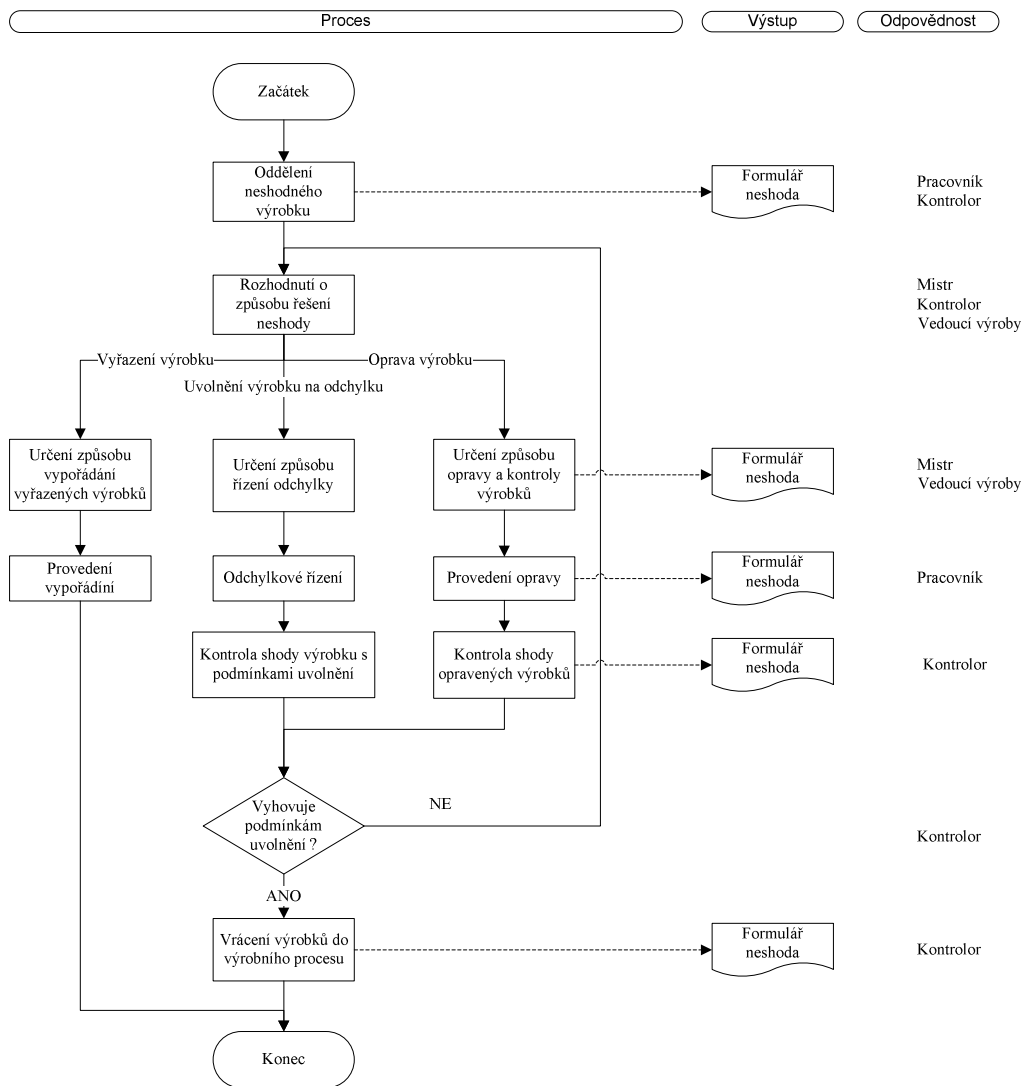 Proces
Výstup
Odpovědnost
Začátek
Oddělení
neshodného
výrobku
Formulář
neshoda
Pracovník
Kontrolor
Rozhodnutí o
způsobu řešení
neshody
Mistr
Kontrolor
Vedoucí výroby
Vyřazení výrobku
Uvolnění výrobku na odchylku
Oprava výrobku
Určení způsobu
vypořádání
vyřazených výrobků
Určení způsobu
řízení odchylky
Určení způsobu
opravy a kontroly
výrobků
Formulář
neshoda
Mistr
Vedoucí výroby
Provedení
vypořádíní
Odchylkové řízení
Provedení opravy
Formulář
neshoda
Pracovník
Kontrola shody výrobku s
podmínkami uvolnění
Kontrola shody
opravených výrobků
Formulář
neshoda
Kontrolor
Vyhovuje
podmínkám
uvolnění ?
NE
Kontrolor
ANO
Vrácení výrobků do
výrobního procesu
Formulář
neshoda
Kontrolor
Konec